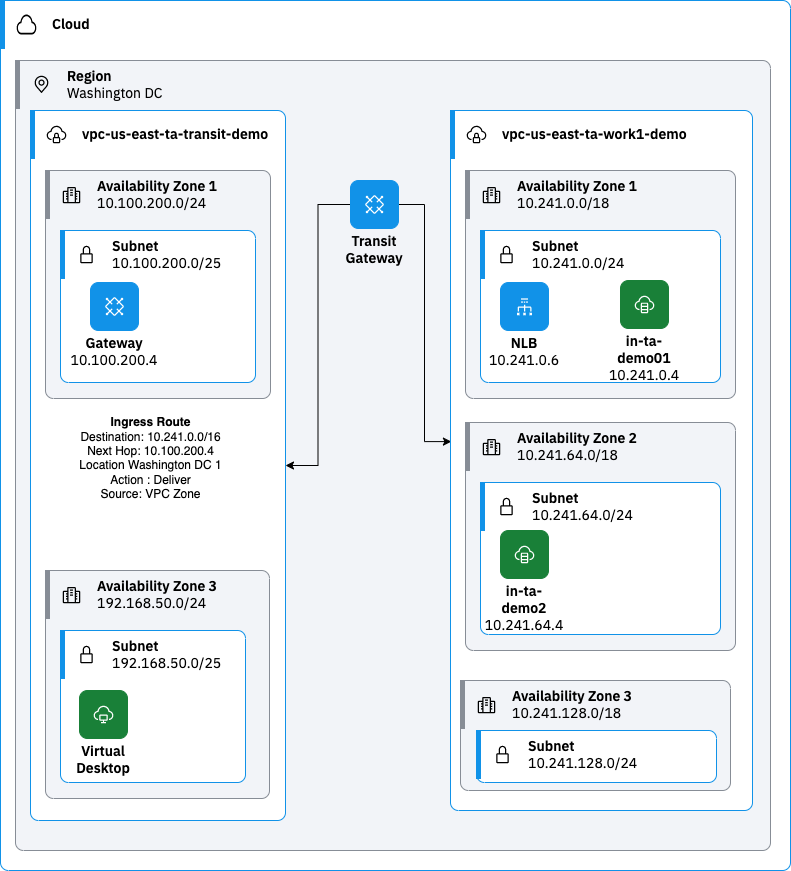 Cloud
Region
Washington DC
vpc-us-east-ta-transit-demo
Availability Zone 1
10.100.200.0/24
Subnet
10.100.200.0/25
Gateway
10.100.200.4
Ingress Route
Destination: 10.241.0.0/16
Next Hop: 10.100.200.4
Location Washington DC 1
Action : Deliver
Source: VPC Zone
Availability Zone 3
192.168.50.0/24
Subnet
192.168.50.0/25
Virtual
Desktop
Transit
Gateway
vpc-us-east-ta-work1-demo
Availability Zone 1
10.241.0.0/18
Subnet
10.241.0.0/24
NLB
10.241.0.6
in-ta-
demo01
10.241.0.4
Availability Zone 2
10.241.64.0/18
Subnet
10.241.64.0/24
in-ta-
demo2
10.241.64.4
Availability Zone 3
10.241.128.0/18
Subnet
10.241.128.0/24